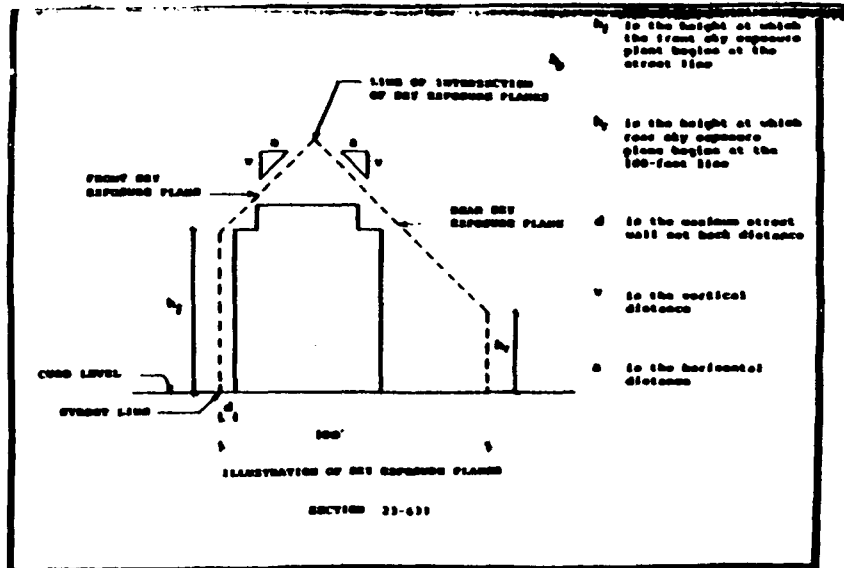 LINE OF INTERSECTION
OF SKY EXPOSURE PLANES
a
v
a
v
FRONT SKY
EXPOSURE PLANE
REAR SKY
EXPOSURE PLANE
CURB LEVEL
STREET LINE
d
100'
ILLUSTRATION OF SKY EXPOSURE PLANES
SECTION 23-631
is the height at which
the front sky exposure
plant begins at the
street line
is the height at which
rear sky exposure
plane begins at the
100-foot line
d is the maximum street
wall set back distance
v is the vertical
distance
a is the horizontal
distance